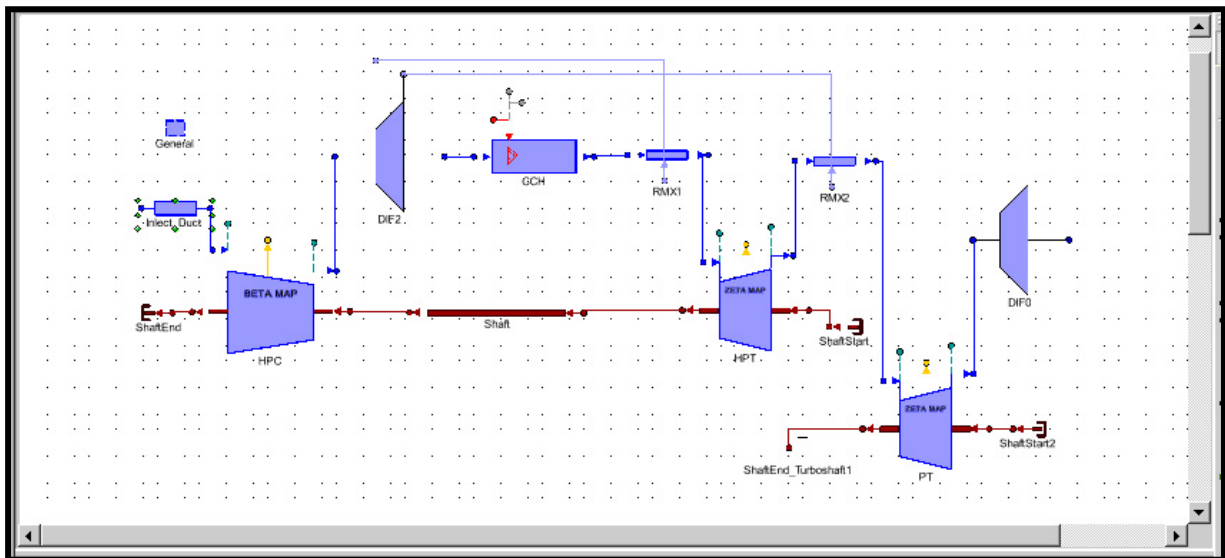 General
GCH
RMX1
RMX2
DIF2
Inlect_Duct
DIF0
BETA MAP
ZETA MAP
ShaftEnd
Shaft
ShaftStart
HPC
HPT
ZETA MAP
ShaftStart2
ShaftEnd_Turboshaft1
PT